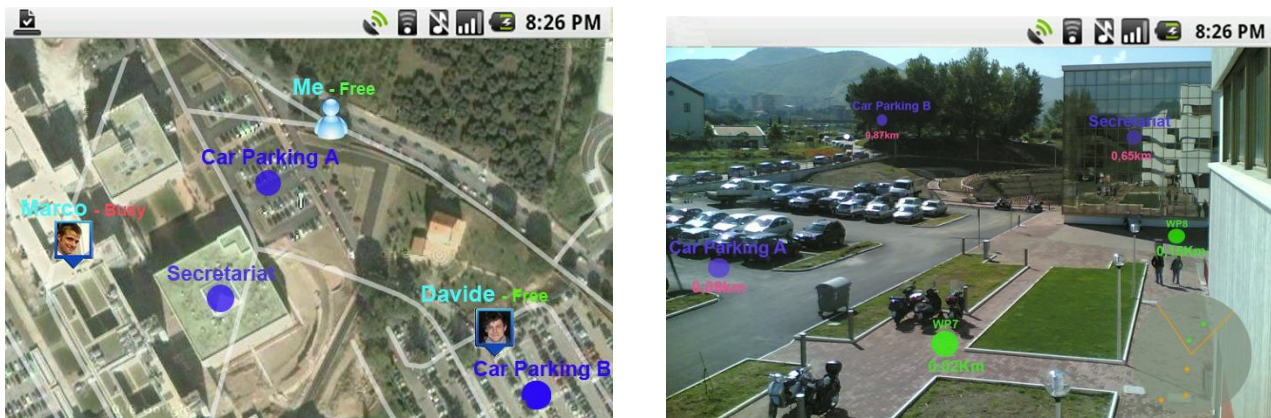 8:26 PM
Me - Free
Car Parking A
Marco - Busy
Secretariat
Davide - Free
Car Parking B
8:26 PM
Car Parking B
0,87km
Secretariat
0,65km
WP8
Car Parking A
WP7
0.02Km